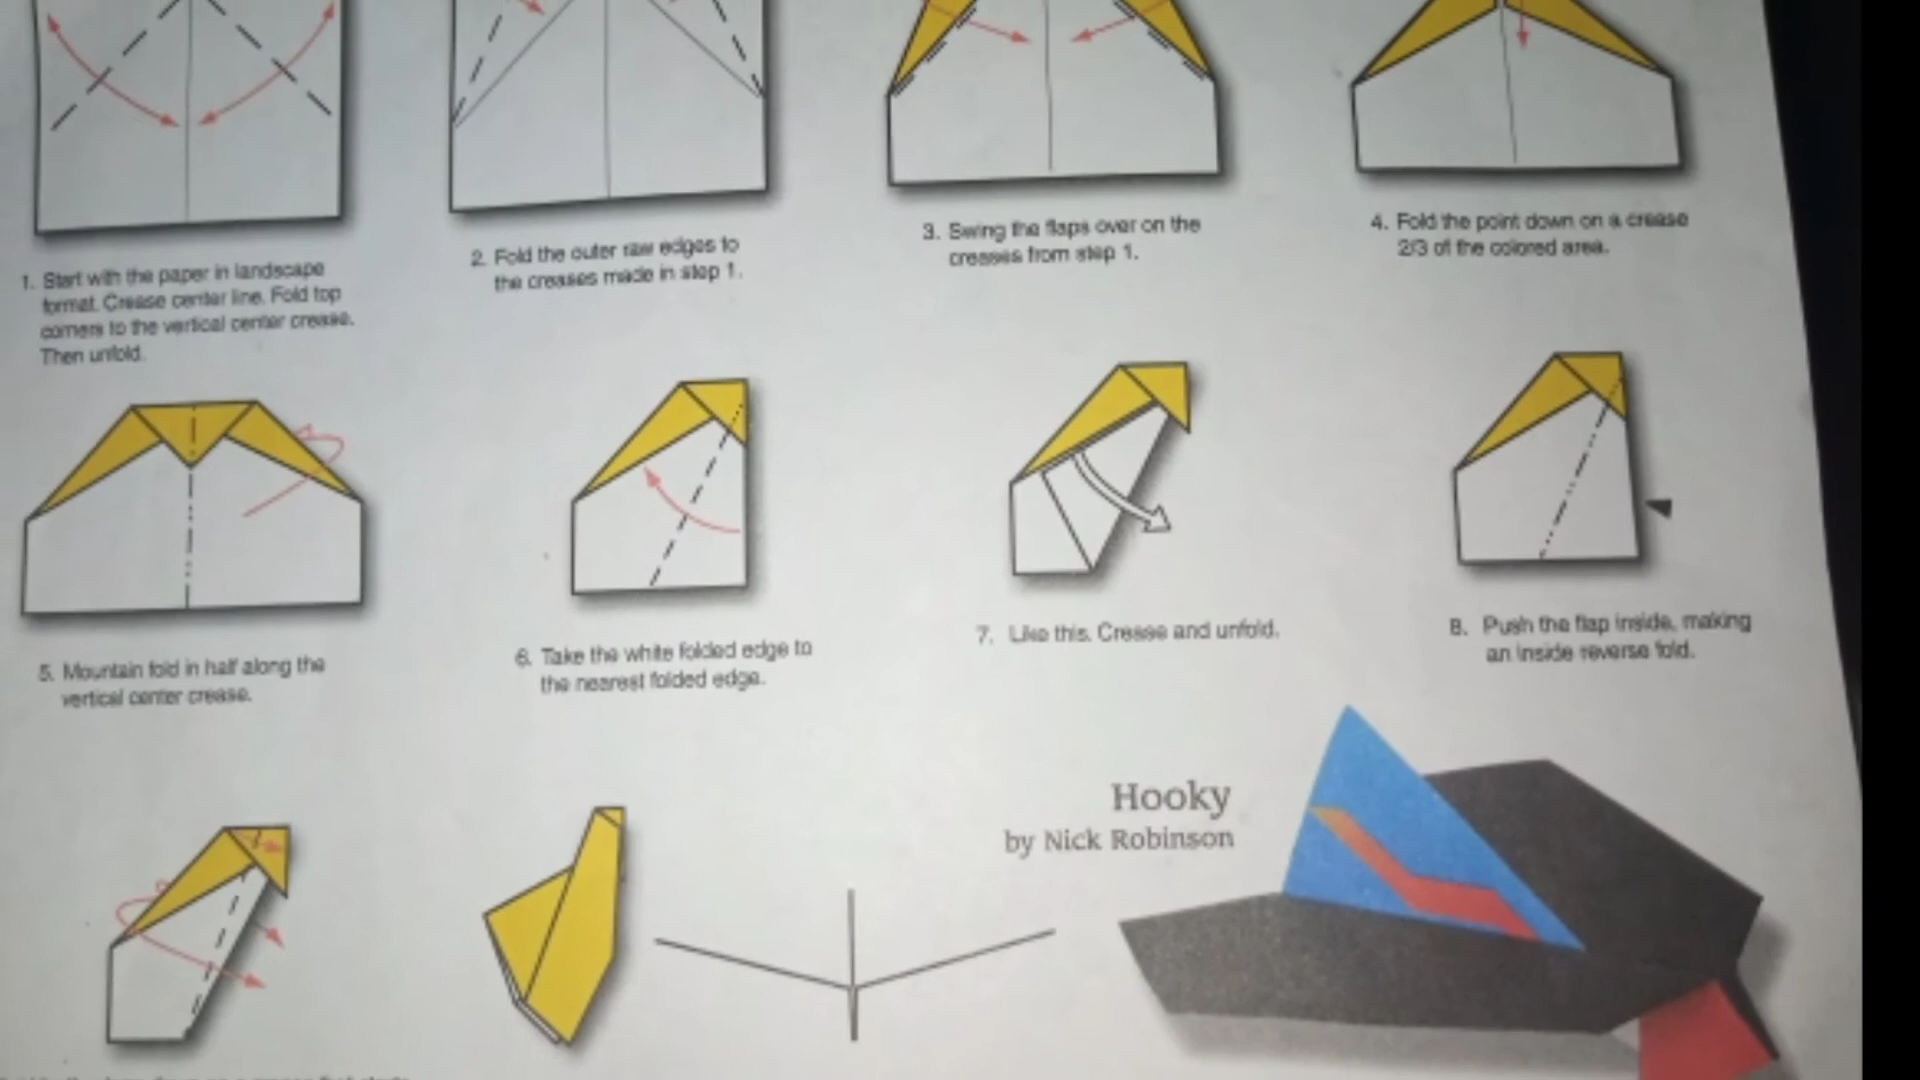 1. Start with the paper in landscape
format. Crease center line. Fold top
corners to the vertical center crease.
Then unfold.
2. Fold the outer raw edges to
the creases made in step 1.
3. Swing the flaps over on the
creases from step 1.
4. Fold the point down on a crease
2/3 of the colored area.
5. Mountain fold in half along the
vertical center crease.
6. Take the white folded edge to
the nearest folded edge.
7. Like this. Crease and unfold.
8. Push the flap inside, making
an inside reverse fold.
Hooky
by Nick Robinson